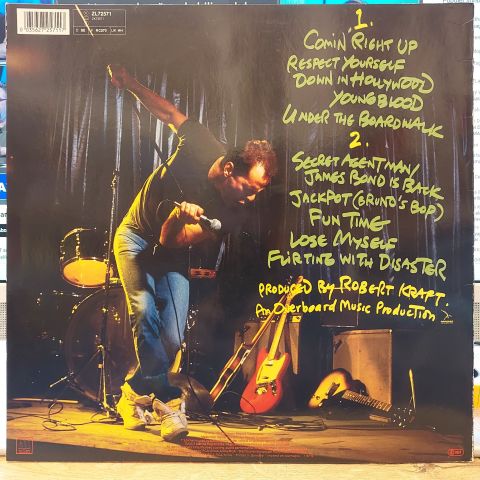 ZL72571
1.
COMIN' RIGHT UP
RESPECT YOURSELF
DOWN IN HOLLYWOOD
YOUNG BLOOD
UNDER THE BOARDWALK
2.
SECRET AGENT MAN/
JAMES BOND IS BACK
JACKPOT (BRUNO'S BOP)
FUN TIME
LOSE MYSELF
FLIRTING WITH DISASTER
PRODUCED BY ROBERT KRAFT.
An Overboard Music Production